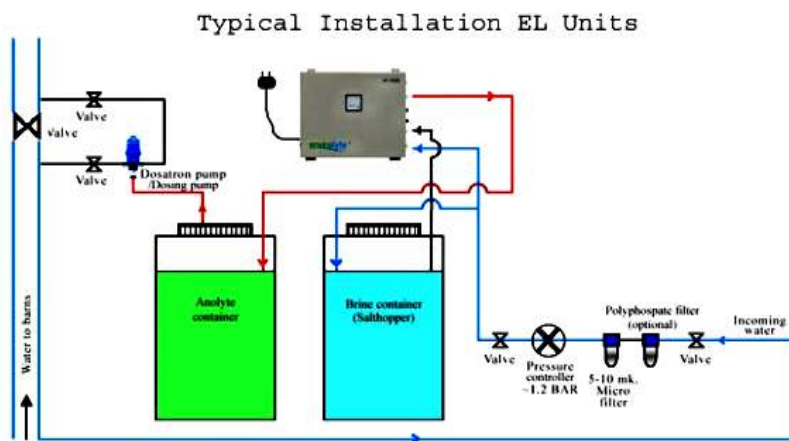 Typical Installation EL Units
Valve
Valve
Valve
Dosatron pump
/Dosing pump
Anolyte
container
Brine container
(Salthopper)
Water to barns
Polyphospate filter
(optional)
Incoming
water
Valve
Pressure
controller
~1.2 BAR
5-10 mk.
Micro
filter
Valve